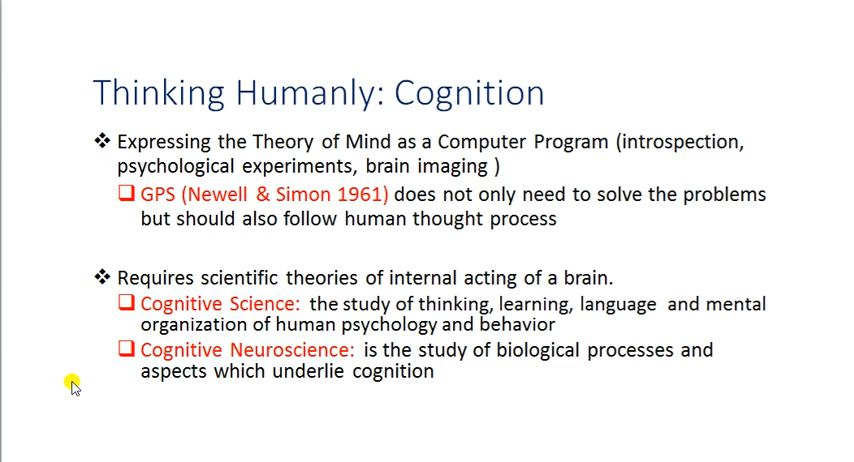 Thinking Humanly: Cognition
❖ Expressing the Theory of Mind as a Computer Program (introspection,
psychological experiments, brain imaging )
❑ GPS (Newell & Simon 1961) does not only need to solve the problems
but should also follow human thought process
❖ Requires scientific theories of internal acting of a brain.
❑ Cognitive Science: the study of thinking, learning, language and mental
organization of human psychology and behavior
❑ Cognitive Neuroscience: is the study of biological processes and
aspects which underlie cognition